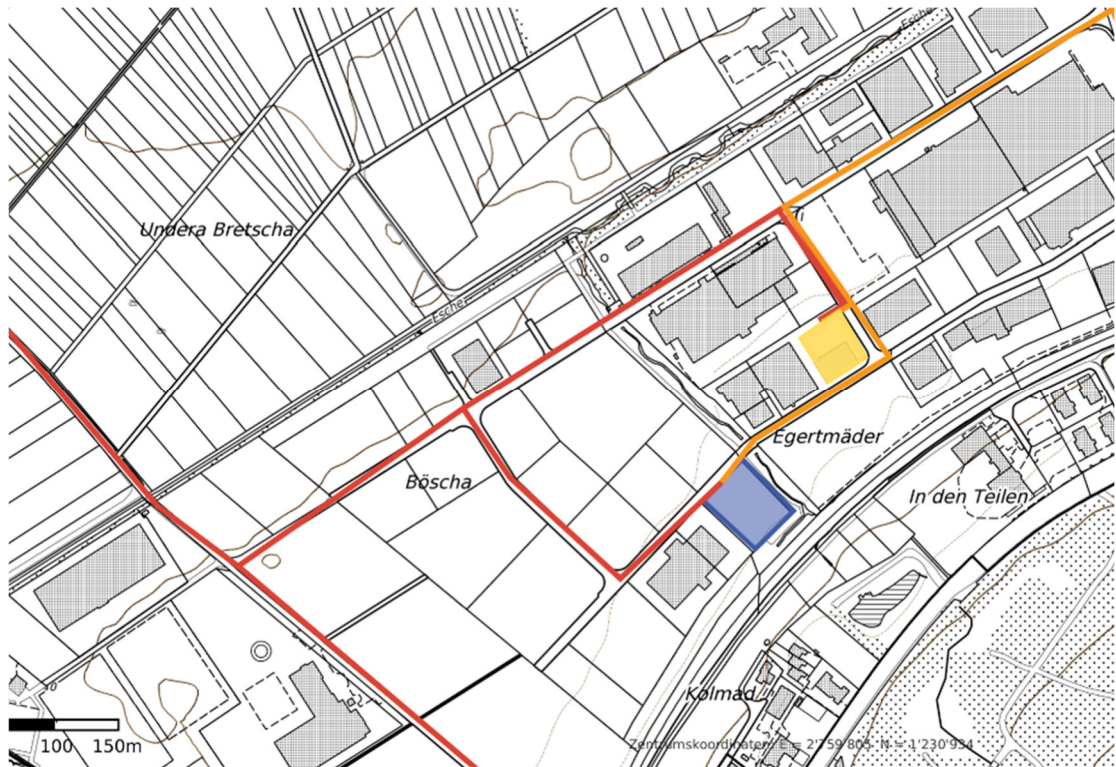 Esche
Undera Bretscha
Esche
Egertmäder
Böscha
In den Teilen
Kolmad
100 150m
Zentrumskoordinaten: E = 2'759'805 N = 1'230'934